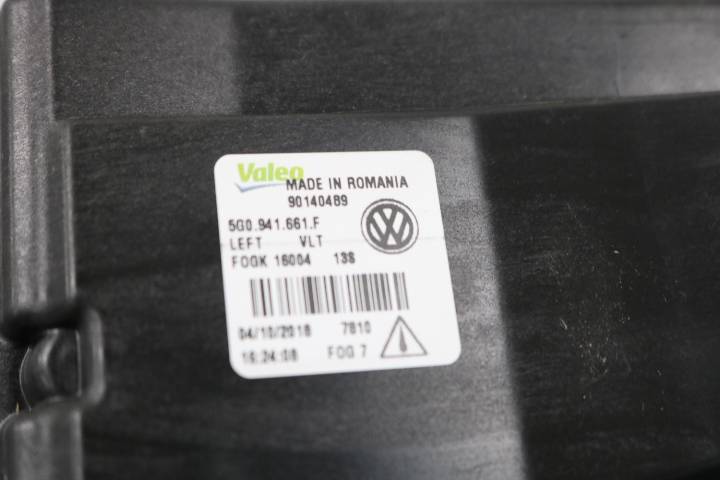 Valeo
MADE IN ROMANIA
90140489
5G0.941.661.F
LEFT VLT
FOGK 16004 13S
04/10/2018 7810
16:24:08 FOG 7